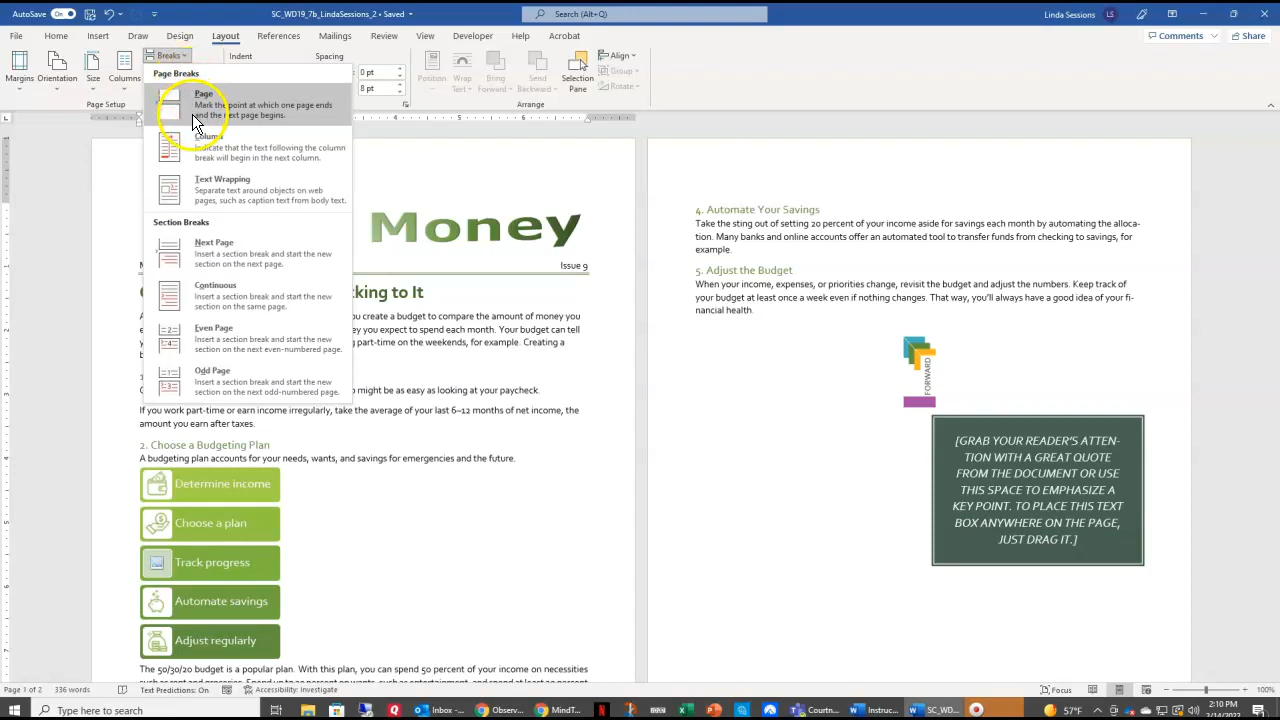 AutoSave On
SC_WD19_7b_LindaSessions_2 • Saved
Search (Alt+Q)
Linda Sessions LS
File Home Insert Draw Design Layout References Mailings Review View Developer Help Acrobat
Comments Share
Margins Orientation Size Columns
Breaks
Indent Spacing
0 pt
8 pt
Position Wrap Text Bring Forward Send Backward Selection Pane
Align
Group
Rotate
Page Setup
Arrange
Page Breaks
Page
Mark the point at which one page ends
and the next page begins.
Column
Indicate that the text following the column
break will begin in the next column.
Text Wrapping
Separate text around objects on web
pages, such as caption text from body text.
Section Breaks
Next Page
Insert a section break and start the new
section on the next page.
Continuous
Insert a section break and start the new
section on the same page.
Even Page
Insert a section break and start the new
section on the next even-numbered page.
Odd Page
Insert a section break and start the new
section on the next odd-numbered page.
Money
Issue 9
king to It
u create a budget to compare the amount of money you
ey you expect to spend each month. Your budget can tell
g part-time on the weekends, for example. Creating a
o might be as easy as looking at your paycheck.
If you work part-time or earn income irregularly, take the average of your last 6–12 months of net income, the
amount you earn after taxes.
2. Choose a Budgeting Plan
A budgeting plan accounts for your needs, wants, and savings for emergencies and the future.
Determine income
Choose a plan
Track progress
Automate savings
Adjust regularly
The 50/30/20 budget is a popular plan. With this plan, you can spend 50 percent of your income on necessities
4. Automate Your Savings
Take the sting out of setting 20 percent of your income aside for savings each month by automating the alloca-
tion. Many banks and online accounts offer an automated tool to transfer funds from checking to savings, for
example.
5. Adjust the Budget
When your income, expenses, or priorities change, revisit the budget and adjust the numbers. Keep track of
your budget at least once a week even if nothing changes. That way, you'll always have a good idea of your fi-
nancial health.
FORWARD
[GRAB YOUR READER'S ATTEN-
TION WITH A GREAT QUOTE
FROM THE DOCUMENT OR USE
THIS SPACE TO EMPHASIZE A
KEY POINT. TO PLACE THIS TEXT
BOX ANYWHERE ON THE PAGE,
JUST DRAG IT.]
Page 1 of 2 336 words Text Predictions: On Accessibility: Investigate
Focus
100%
Type here to search
Inbox - Observ MindT Courtn Instruc SC_WD
57°F
2:10 PM